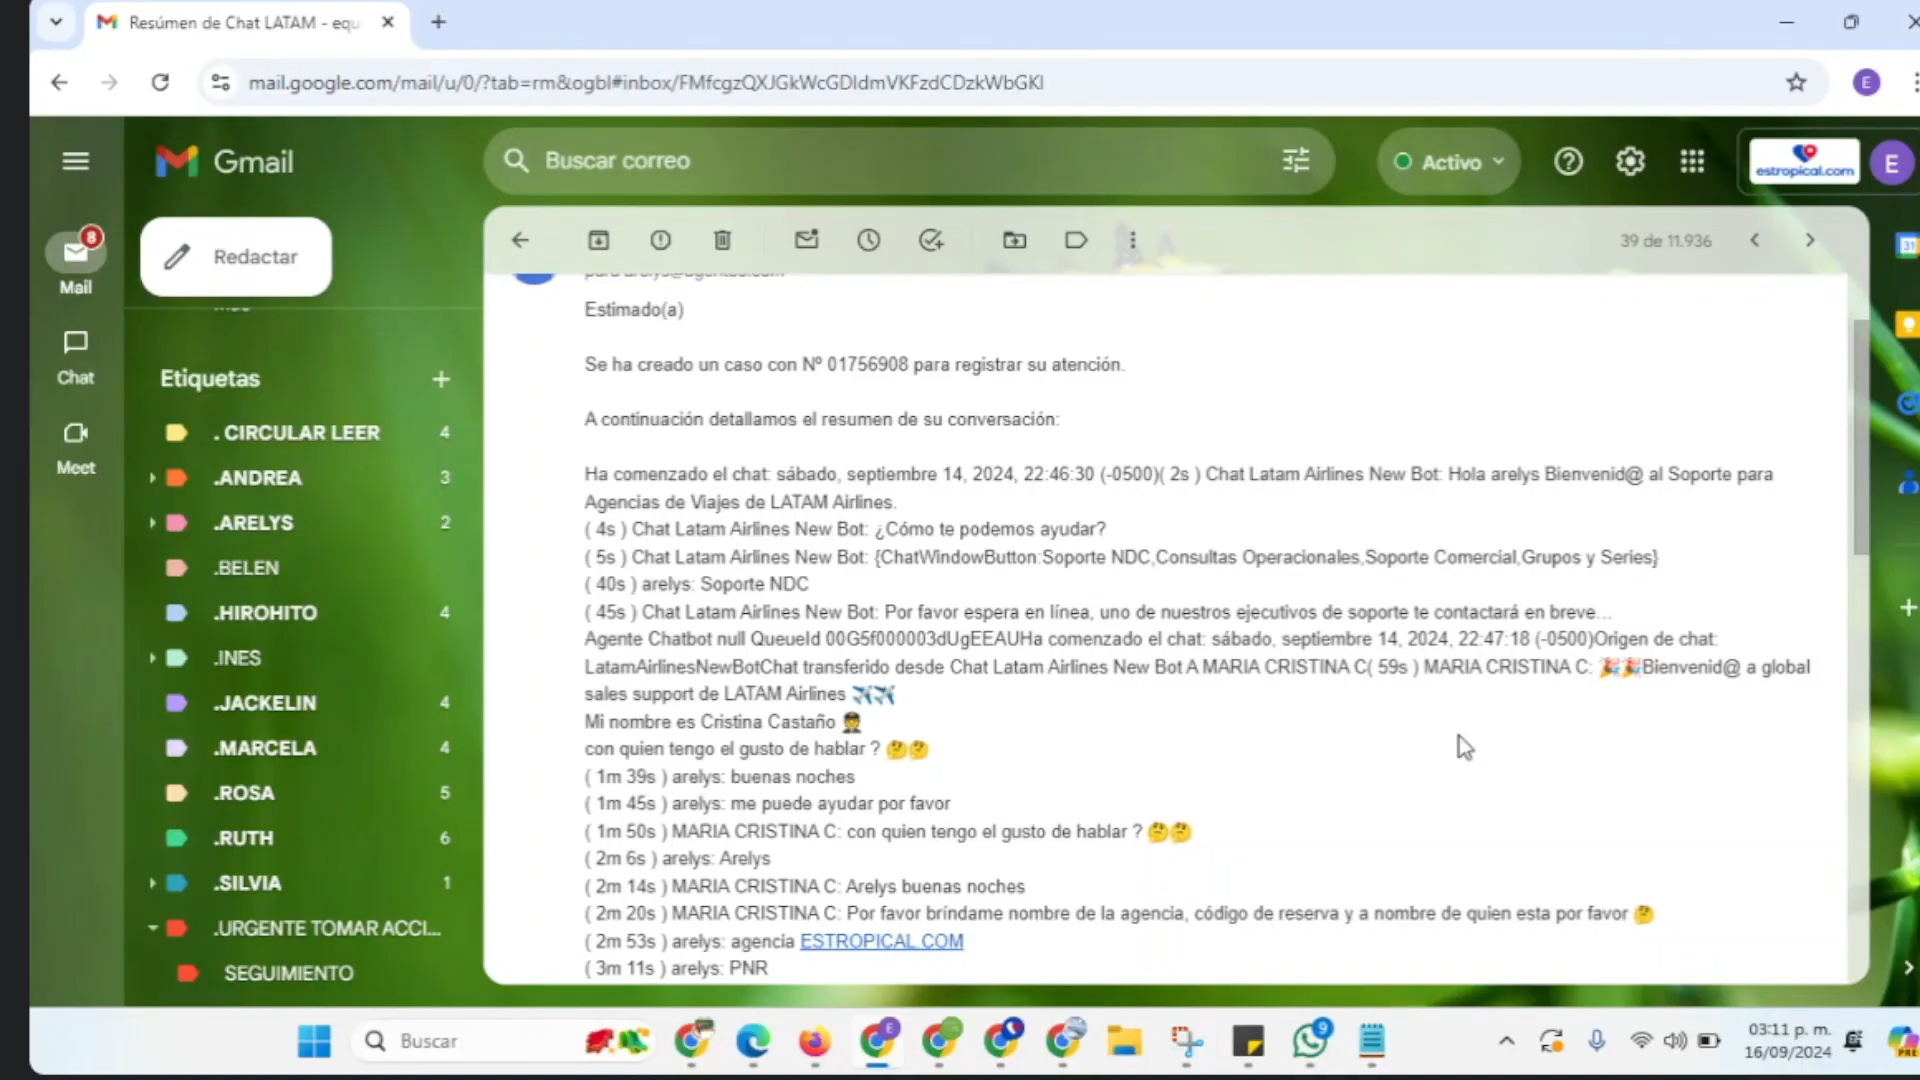 Resúmen de Chat LATAM - equ
mail.google.com/mail/u/0/?tab=rm&ogbl#inbox/FMfcgzQXJGkWcGDldmVKFzdCDzkWbGKl
E
Gmail
Buscar correo
Activo
estropical.com
E
8
Mail
Chat
Meet
Redactar
Etiquetas
. CIRCULAR LEER 4
.ANDREA 3
.ARELYS 2
.BELEN
.HIROHITO 4
.INES
.JACKELIN 4
.MARCELA 4
.ROSA 5
.RUTH 6
.SILVIA 1
.URGENTE TOMAR ACCI...
SEGUIMIENTO
39 de 11.936
31
Estimado(a)
Se ha creado un caso con Nº 01756908 para registrar su atención.
A continuación detallamos el resumen de su conversación:
Ha comenzado el chat: sábado, septiembre 14, 2024, 22:46:30 (-0500)( 2s ) Chat Latam Airlines New Bot: Hola arelys Bienvenid@ al Soporte para
Agencias de Viajes de LATAM Airlines.
( 4s ) Chat Latam Airlines New Bot: ¿Cómo te podemos ayudar?
( 5s ) Chat Latam Airlines New Bot: {ChatWindowButton:Soporte NDC,Consultas Operacionales,Soporte Comercial,Grupos y Series}
( 40s ) arelys: Soporte NDC
( 45s ) Chat Latam Airlines New Bot: Por favor espera en línea, uno de nuestros ejecutivos de soporte te contactará en breve...
Agente Chatbot null QueueId 00G5f000003dUgEEAUHa comenzado el chat: sábado, septiembre 14, 2024, 22:47:18 (-0500)Origen de chat:
LatamAirlinesNewBotChat transferido desde Chat Latam Airlines New Bot A MARIA CRISTINA C( 59s ) MARIA CRISTINA C: 🎉🎉Bienvenid@ a global
sales support de LATAM Airlines ✈️✈️
Mi nombre es Cristina Castaño 👩‍✈️
con quien tengo el gusto de hablar ? 🤔🤔
( 1m 39s ) arelys: buenas noches
( 1m 45s ) arelys: me puede ayudar por favor
( 1m 50s ) MARIA CRISTINA C: con quien tengo el gusto de hablar ? 🤔🤔
( 2m 6s ) arelys: Arelys
( 2m 14s ) MARIA CRISTINA C: Arelys buenas noches
( 2m 20s ) MARIA CRISTINA C: Por favor bríndame nombre de la agencia, código de reserva y a nombre de quien esta por favor 🤔
( 2m 53s ) arelys: agencia ESTROPICAL.COM
( 3m 11s ) arelys: PNR
Buscar
E
9
03:11 p. m.
16/09/2024
PRE